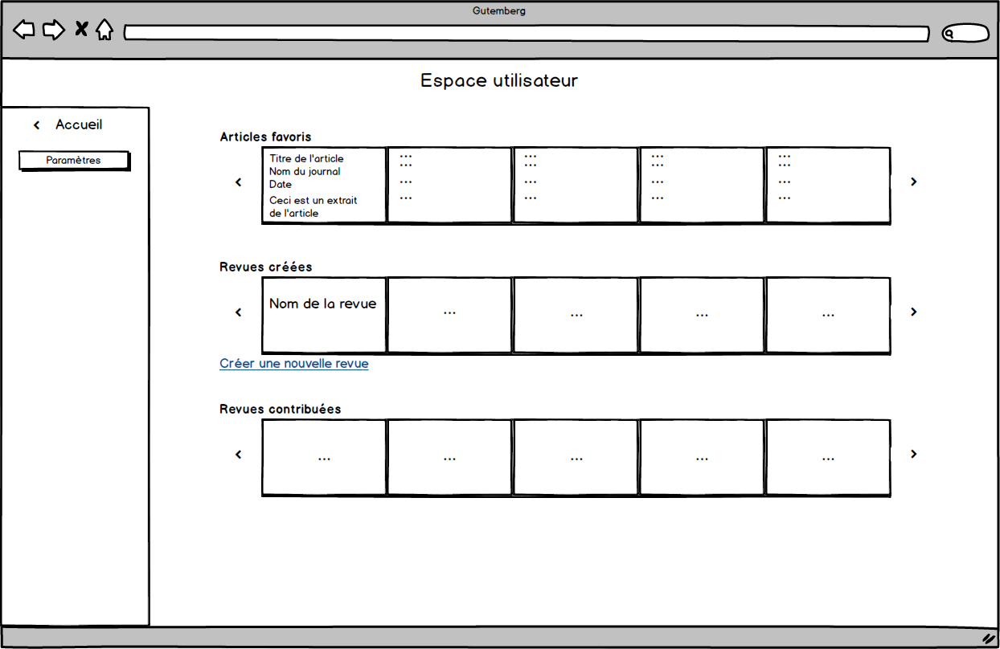 Gutemberg
Espace utilisateur
< Accueil
Paramètres
Articles favoris
Titre de l'article
Nom du journal
Date
Ceci est un extrait
de l'article
... ... ... ...
... ... ... ...
... ... ... ...
... ... ... ...
< >
Revues créées
< Nom de la revue ... ... ... ... >
Créer une nouvelle revue
Revues contribuées
< ... ... ... ... ... >